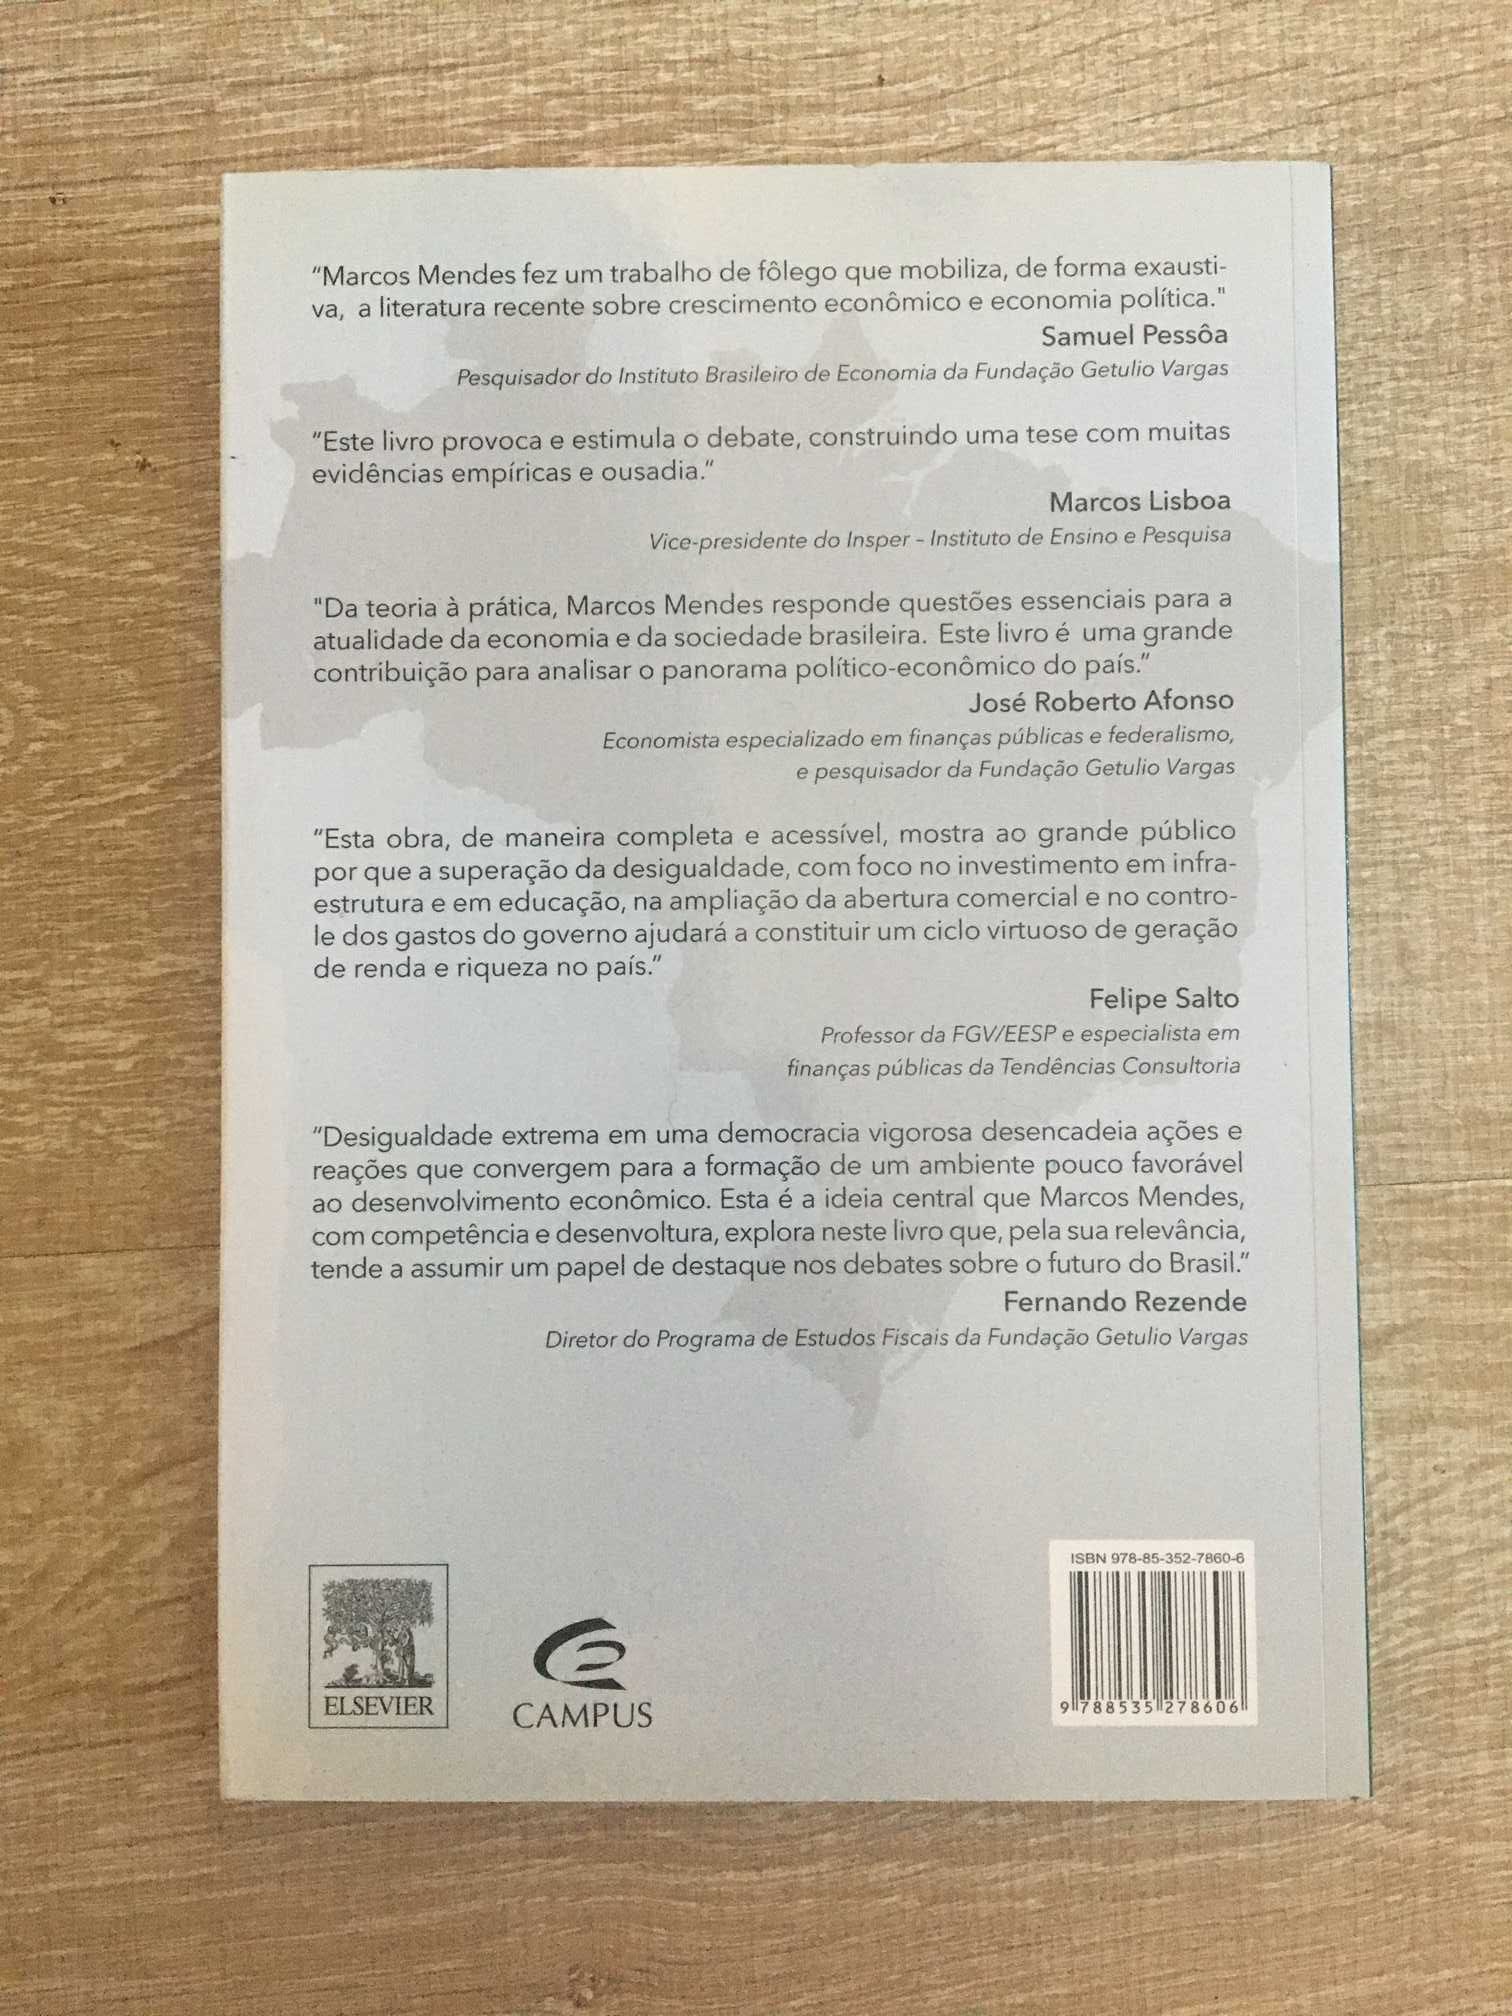 “Marcos Mendes fez um trabalho de fôlego que mobiliza, de forma exausti-
va, a literatura recente sobre crescimento econômico e economia política."
Samuel Pessôa
Pesquisador do Instituto Brasileiro de Economia da Fundação Getulio Vargas
“Este livro provoca e estimula o debate, construindo uma tese com muitas
evidências empíricas e ousadia.”
Marcos Lisboa
Vice-presidente do Insper – Instituto de Ensino e Pesquisa
"Da teoria à prática, Marcos Mendes responde questões essenciais para a
atualidade da economia e da sociedade brasileira. Este livro é uma grande
contribuição para analisar o panorama político-econômico do país.”
José Roberto Afonso
Economista especializado em finanças públicas e federalismo,
e pesquisador da Fundação Getulio Vargas
“Esta obra, de maneira completa e acessível, mostra ao grande público
por que a superação da desigualdade, com foco no investimento em infra-
estrutura e em educação, na ampliação da abertura comercial e no contro-
le dos gastos do governo ajudará a constituir um ciclo virtuoso de geração
de renda e riqueza no país.”
Felipe Salto
Professor da FGV/EESP e especialista em
finanças públicas da Tendências Consultoria
“Desigualdade extrema em uma democracia vigorosa desencadeia ações e
reações que convergem para a formação de um ambiente pouco favorável
ao desenvolvimento econômico. Esta é a ideia central que Marcos Mendes,
com competência e desenvoltura, explora neste livro que, pela sua relevância,
tende a assumir um papel de destaque nos debates sobre o futuro do Brasil.”
Fernando Rezende
Diretor do Programa de Estudos Fiscais da Fundação Getulio Vargas
ELSEVIER
CAMPUS
ISBN 978-85-352-7860-6
9 788535 278606